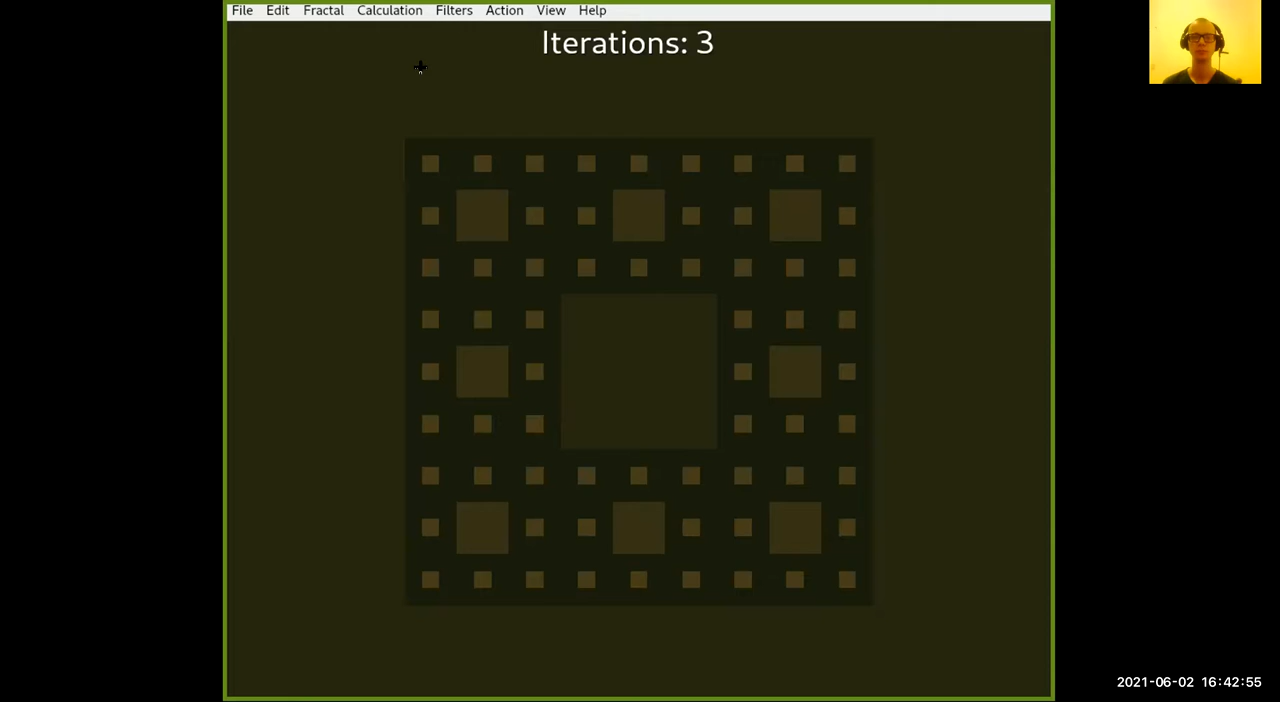 File Edit Fractal Calculation Filters Action View Help
Iterations: 3
2021-06-02 16:42:55